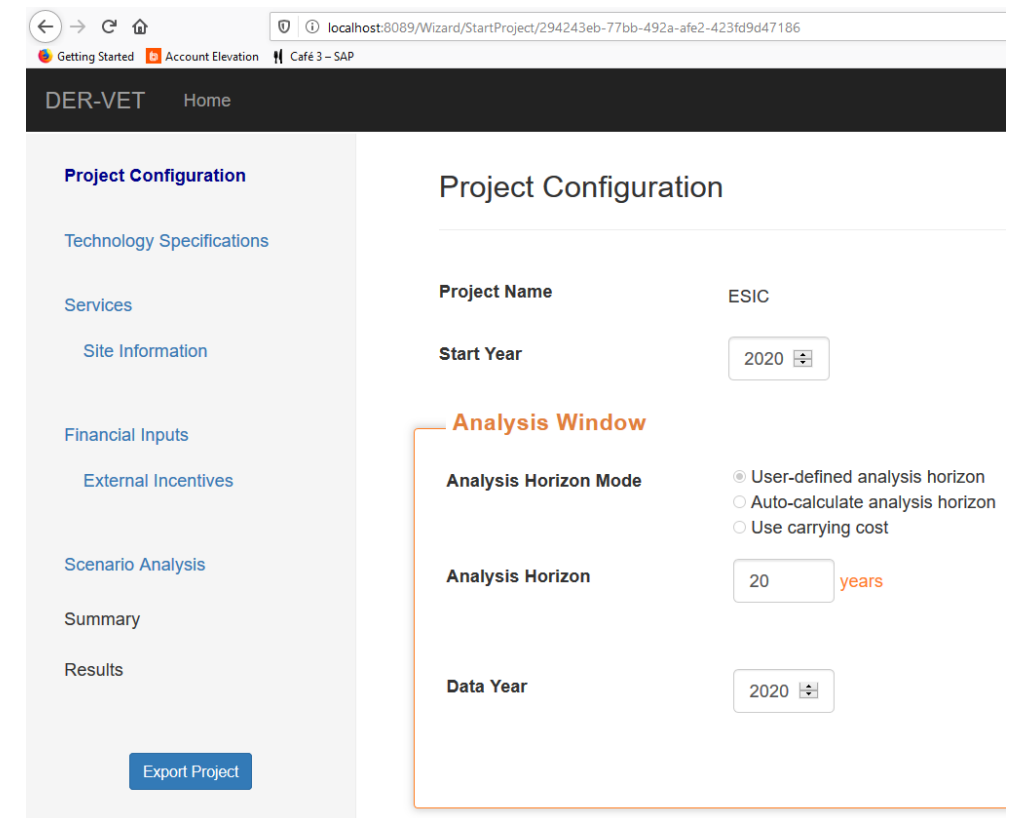 localhost:8089/Wizard/StartProject/294243eb-77bb-492a-afe2-423fd9d47186
Getting Started Account Elevation Café 3 – SAP
DER-VET Home
Project Configuration
Technology Specifications
Services
Site Information
Financial Inputs
External Incentives
Scenario Analysis
Summary
Results
Export Project
Project Configuration
Project Name ESIC
Start Year 2020
Analysis Window
Analysis Horizon Mode User-defined analysis horizon
Auto-calculate analysis horizon
Use carrying cost
Analysis Horizon 20 years
Data Year 2020